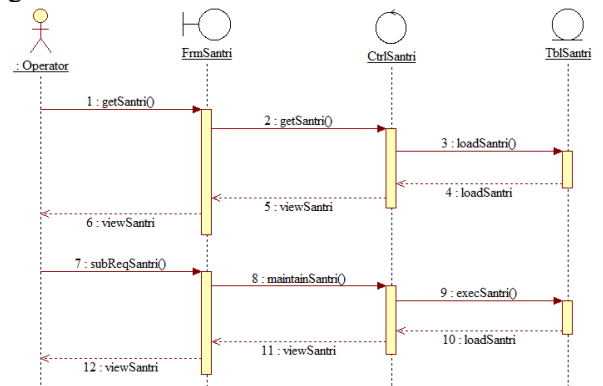 : Operator
FrmSantri
CtrlSantri
TblSantri
1 : getSantri()
2 : getSantri()
3 : loadSantri()
4 : loadSantri
5 : viewSantri
6 : viewSantri
7 : subReqSantri()
8 : maintainSantri()
9 : execSantri()
10 : loadSantri
11 : viewSantri
12 : viewSantri